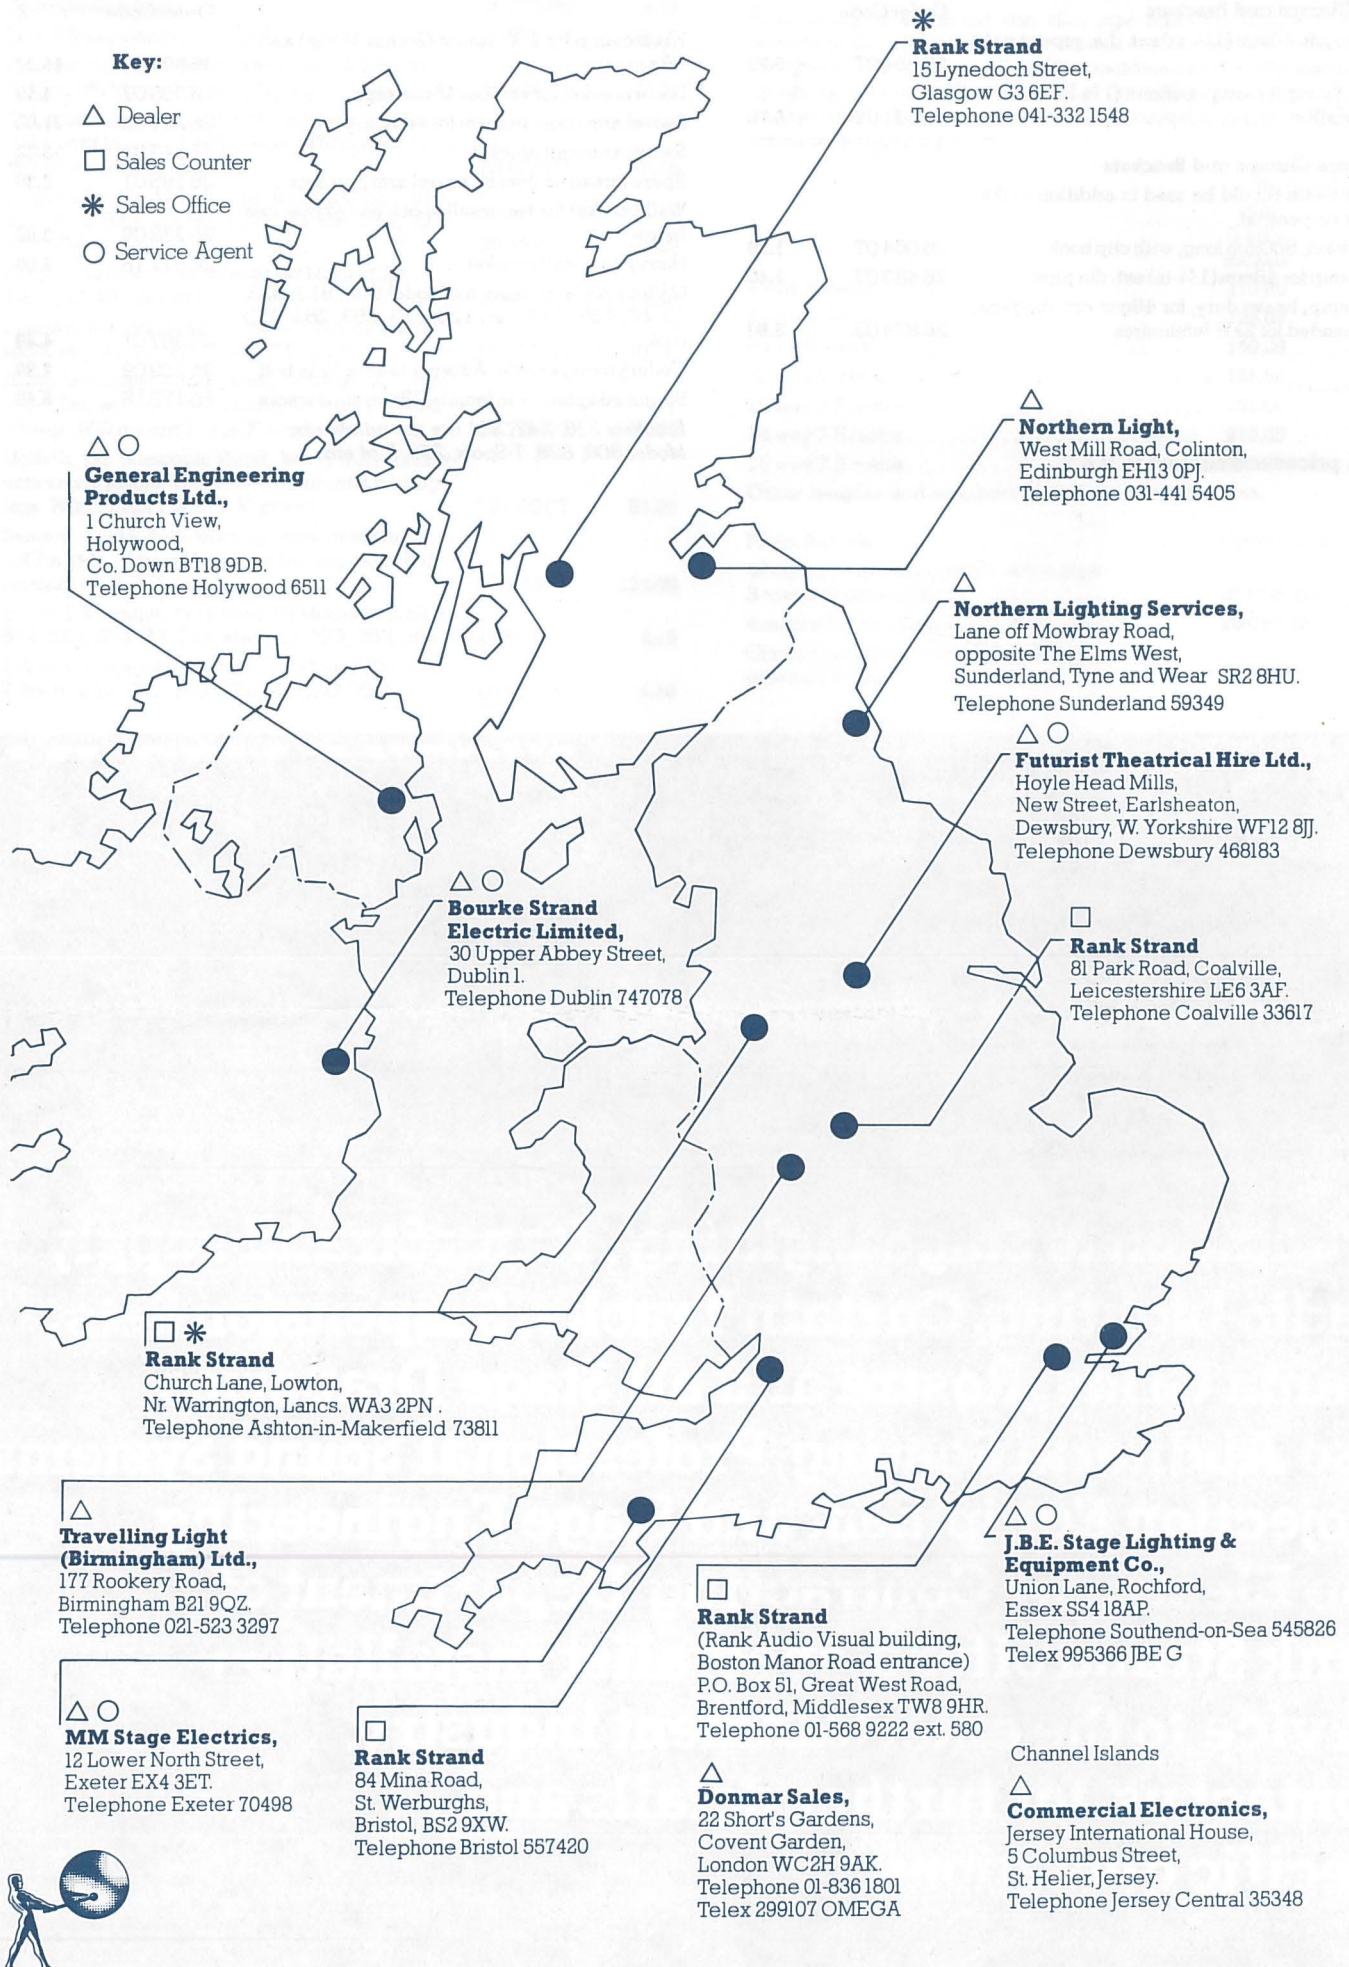 Key:
Dealer
Sales Counter
Sales Office
Service Agent
Rank Strand
15 Lynedoch Street,
Glasgow G3 6EF.
Telephone 041-332 1548
Northern Light,
West Mill Road, Colinton,
Edinburgh EH13 0PJ.
Telephone 031-441 5405
General Engineering
Products Ltd.,
1 Church View,
Holywood,
Co. Down BT18 9DB.
Telephone Holywood 6511
Northern Lighting Services,
Lane off Mowbray Road,
opposite The Elms West,
Sunderland, Tyne and Wear SR2 8HU.
Telephone Sunderland 59349
Futurist Theatrical Hire Ltd.,
Hoyle Head Mills,
New Street, Earlsheaton,
Dewsbury, W. Yorkshire WF12 8JJ.
Telephone Dewsbury 468183
Bourke Strand
Electric Limited,
30 Upper Abbey Street,
Dublin 1.
Telephone Dublin 747078
Rank Strand
81 Park Road, Coalville,
Leicestershire LE6 3AF.
Telephone Coalville 33617
Rank Strand
Church Lane, Lowton,
Nr. Warrington, Lancs. WA3 2PN .
Telephone Ashton-in-Makerfield 73811
Travelling Light
(Birmingham) Ltd.,
177 Rookery Road,
Birmingham B21 9QZ.
Telephone 021-523 3297
MM Stage Electrics,
12 Lower North Street,
Exeter EX4 3ET.
Telephone Exeter 70498
Rank Strand
84 Mina Road,
St. Werburghs,
Bristol, BS2 9XW.
Telephone Bristol 557420
Rank Strand
(Rank Audio Visual building,
Boston Manor Road entrance)
P.O. Box 51, Great West Road,
Brentford, Middlesex TW8 9HR.
Telephone 01-568 9222 ext. 580
Donmar Sales,
22 Short's Gardens,
Covent Garden,
London WC2H 9AK.
Telephone 01-836 1801
Telex 299107 OMEGA
J.B.E. Stage Lighting &
Equipment Co.,
Union Lane, Rochford,
Essex SS4 18AP.
Telephone Southend-on-Sea 545826
Telex 995366 JBE G
Channel Islands
Commercial Electronics,
Jersey International House,
5 Columbus Street,
St. Helier, Jersey.
Telephone Jersey Central 35348